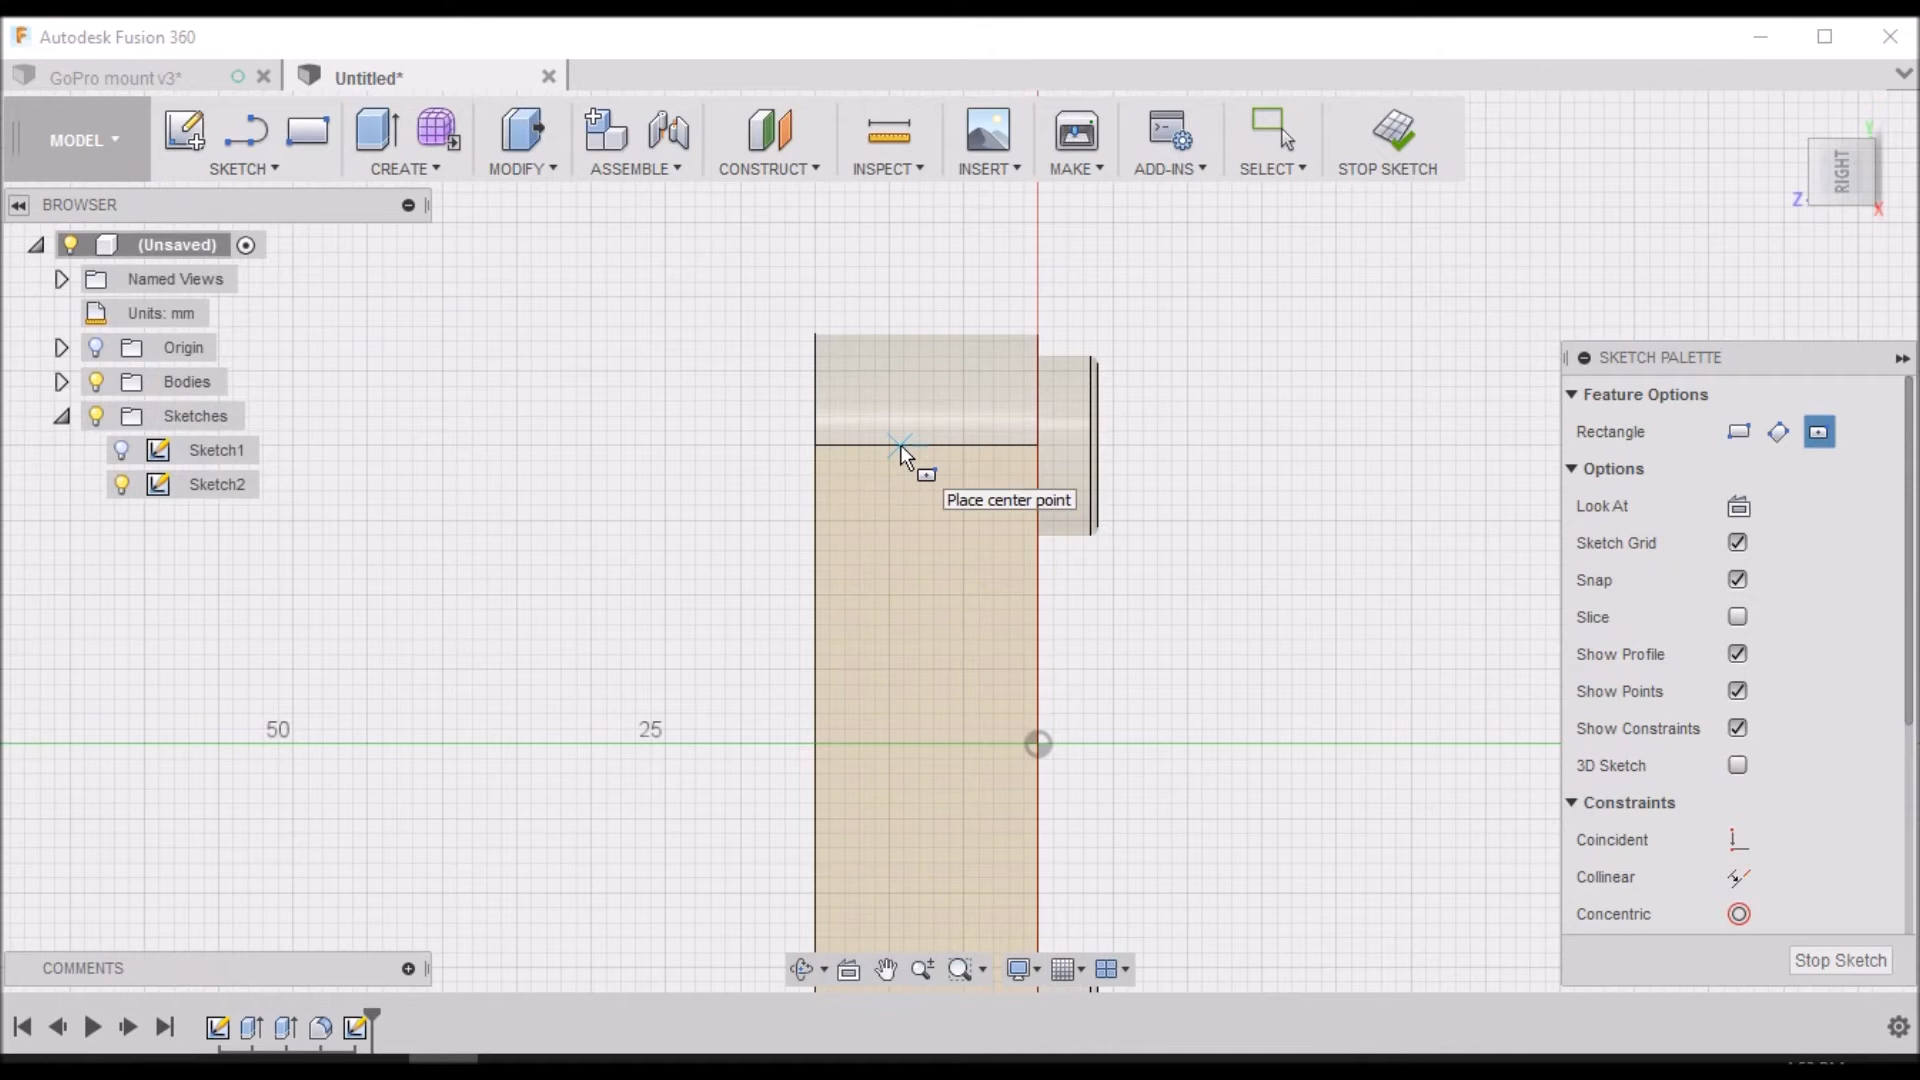 Autodesk Fusion 360
GoPro mount v3*
Untitled*
MODEL
SKETCH
CREATE
MODIFY
ASSEMBLE
CONSTRUCT
INSPECT
INSERT
MAKE
ADD-INS
SELECT
STOP SKETCH
Y
RIGHT
Z
X
BROWSER
(Unsaved)
Named Views
Units: mm
Origin
Bodies
Sketches
Sketch1
Sketch2
Place center point
50
25
SKETCH PALETTE
Feature Options
Rectangle
Options
Look At
Sketch Grid
Snap
Slice
Show Profile
Show Points
Show Constraints
3D Sketch
Constraints
Coincident
Collinear
Concentric
Stop Sketch
COMMENTS